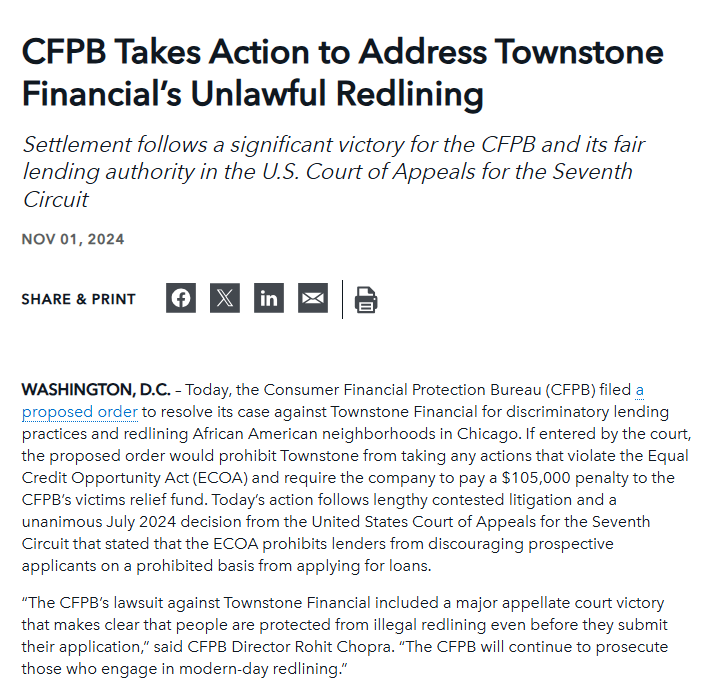 CFPB Takes Action to Address Townstone
Financial’s Unlawful Redlining
Settlement follows a significant victory for the CFPB and its fair
lending authority in the U.S. Court of Appeals for the Seventh
Circuit
NOV 01, 2024
SHARE & PRINT
WASHINGTON, D.C. – Today, the Consumer Financial Protection Bureau (CFPB) filed a
proposed order to resolve its case against Townstone Financial for discriminatory lending
practices and redlining African American neighborhoods in Chicago. If entered by the court,
the proposed order would prohibit Townstone from taking any actions that violate the Equal
Credit Opportunity Act (ECOA) and require the company to pay a $105,000 penalty to the
CFPB’s victims relief fund. Today’s action follows lengthy contested litigation and a
unanimous July 2024 decision from the United States Court of Appeals for the Seventh
Circuit that stated that the ECOA prohibits lenders from discouraging prospective
applicants on a prohibited basis from applying for loans.
“The CFPB’s lawsuit against Townstone Financial included a major appellate court victory
that makes clear that people are protected from illegal redlining even before they submit
their application,” said CFPB Director Rohit Chopra. “The CFPB will continue to prosecute
those who engage in modern-day redlining.”